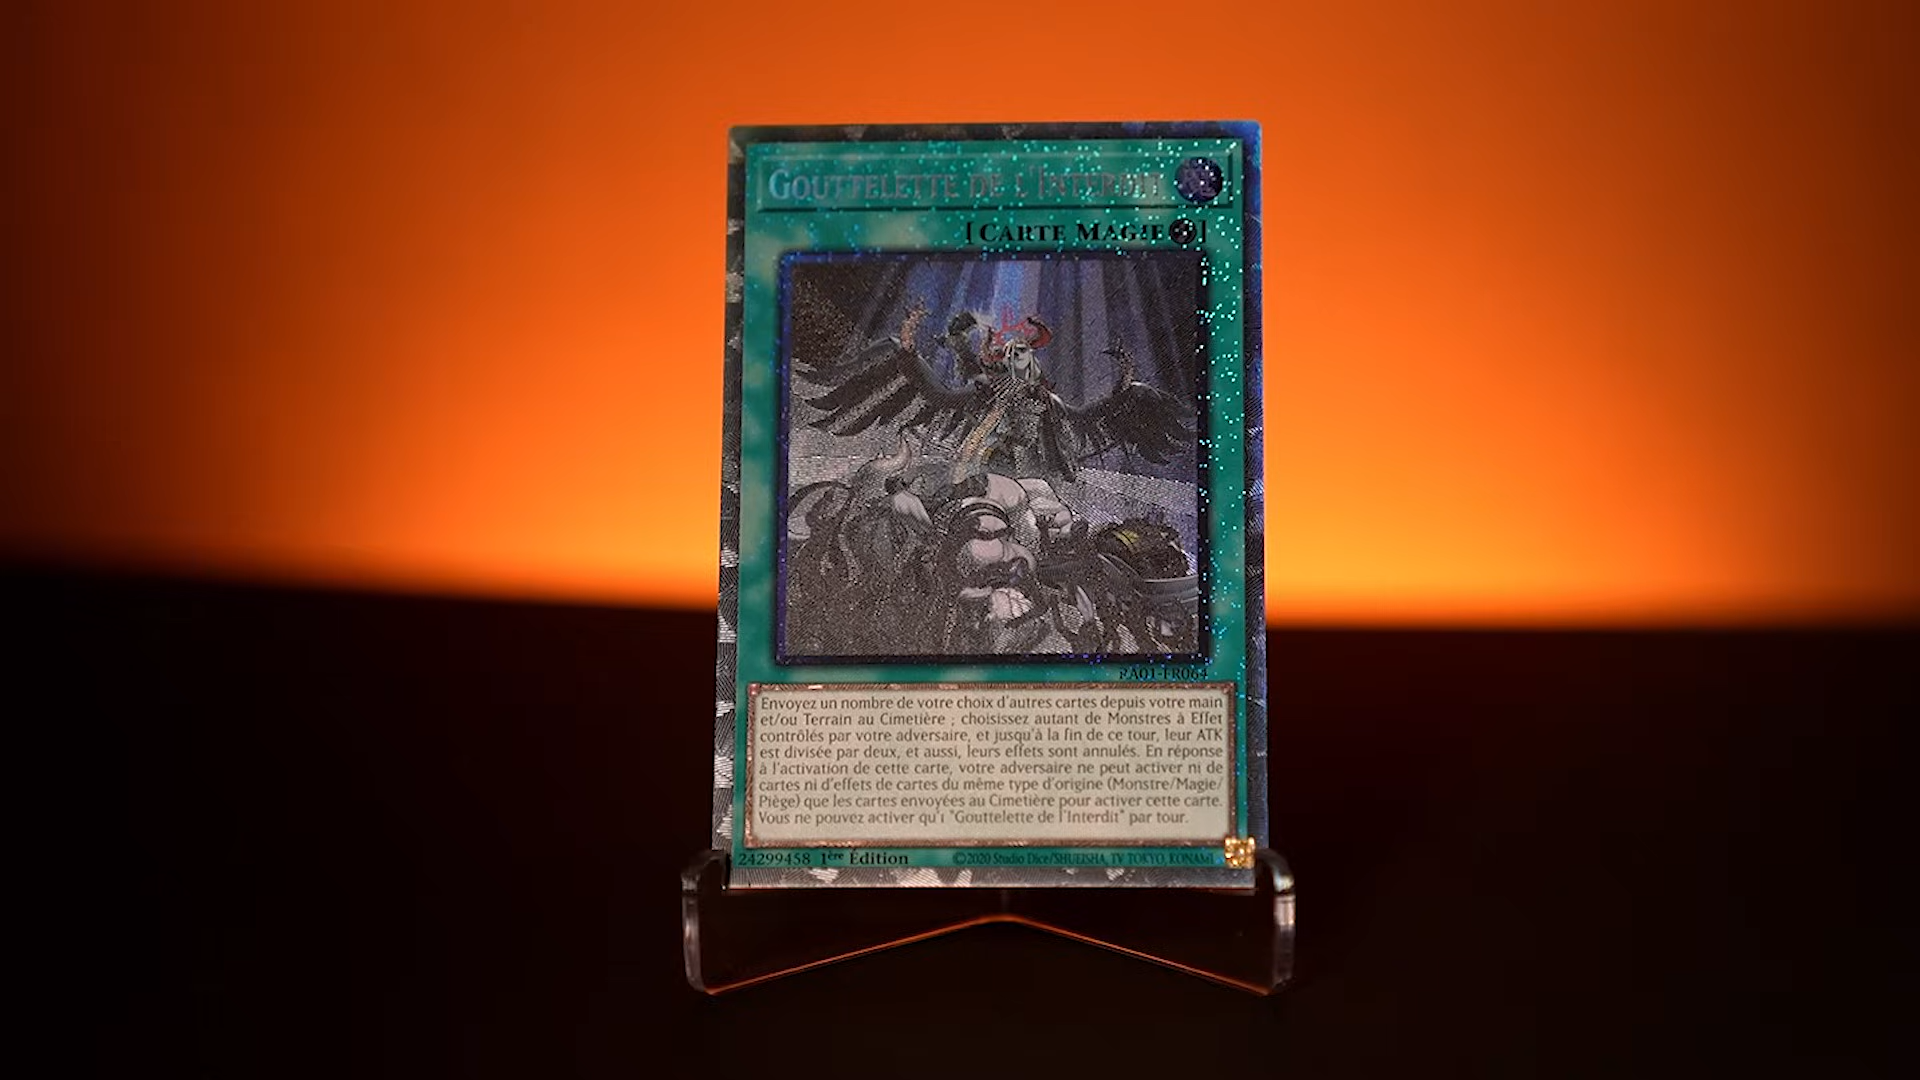 GOUTTELETTE DE L'INTERDIT
[CARTE MAGIE]
RA01-FR064
Envoyez un nombre de votre choix d'autres cartes depuis votre main
et/ou Terrain au Cimetière ; choisissez autant de Monstres à Effet
contrôlés par votre adversaire, et jusqu'à la fin de ce tour, leur ATK
est divisée par deux, et aussi, leurs effets sont annulés. En réponse
à l'activation de cette carte, votre adversaire ne peut activer ni de
cartes ni d'effets de cartes du même type d'origine (Monstre/Magie/
Piège) que les cartes envoyées au Cimetière pour activer cette carte.
Vous ne pouvez activer qu'1 "Gouttelette de l'Interdit" par tour.
24299458 1ère Édition ©2020 Studio Dice/SHUEISHA, TV TOKYO, KONAMI